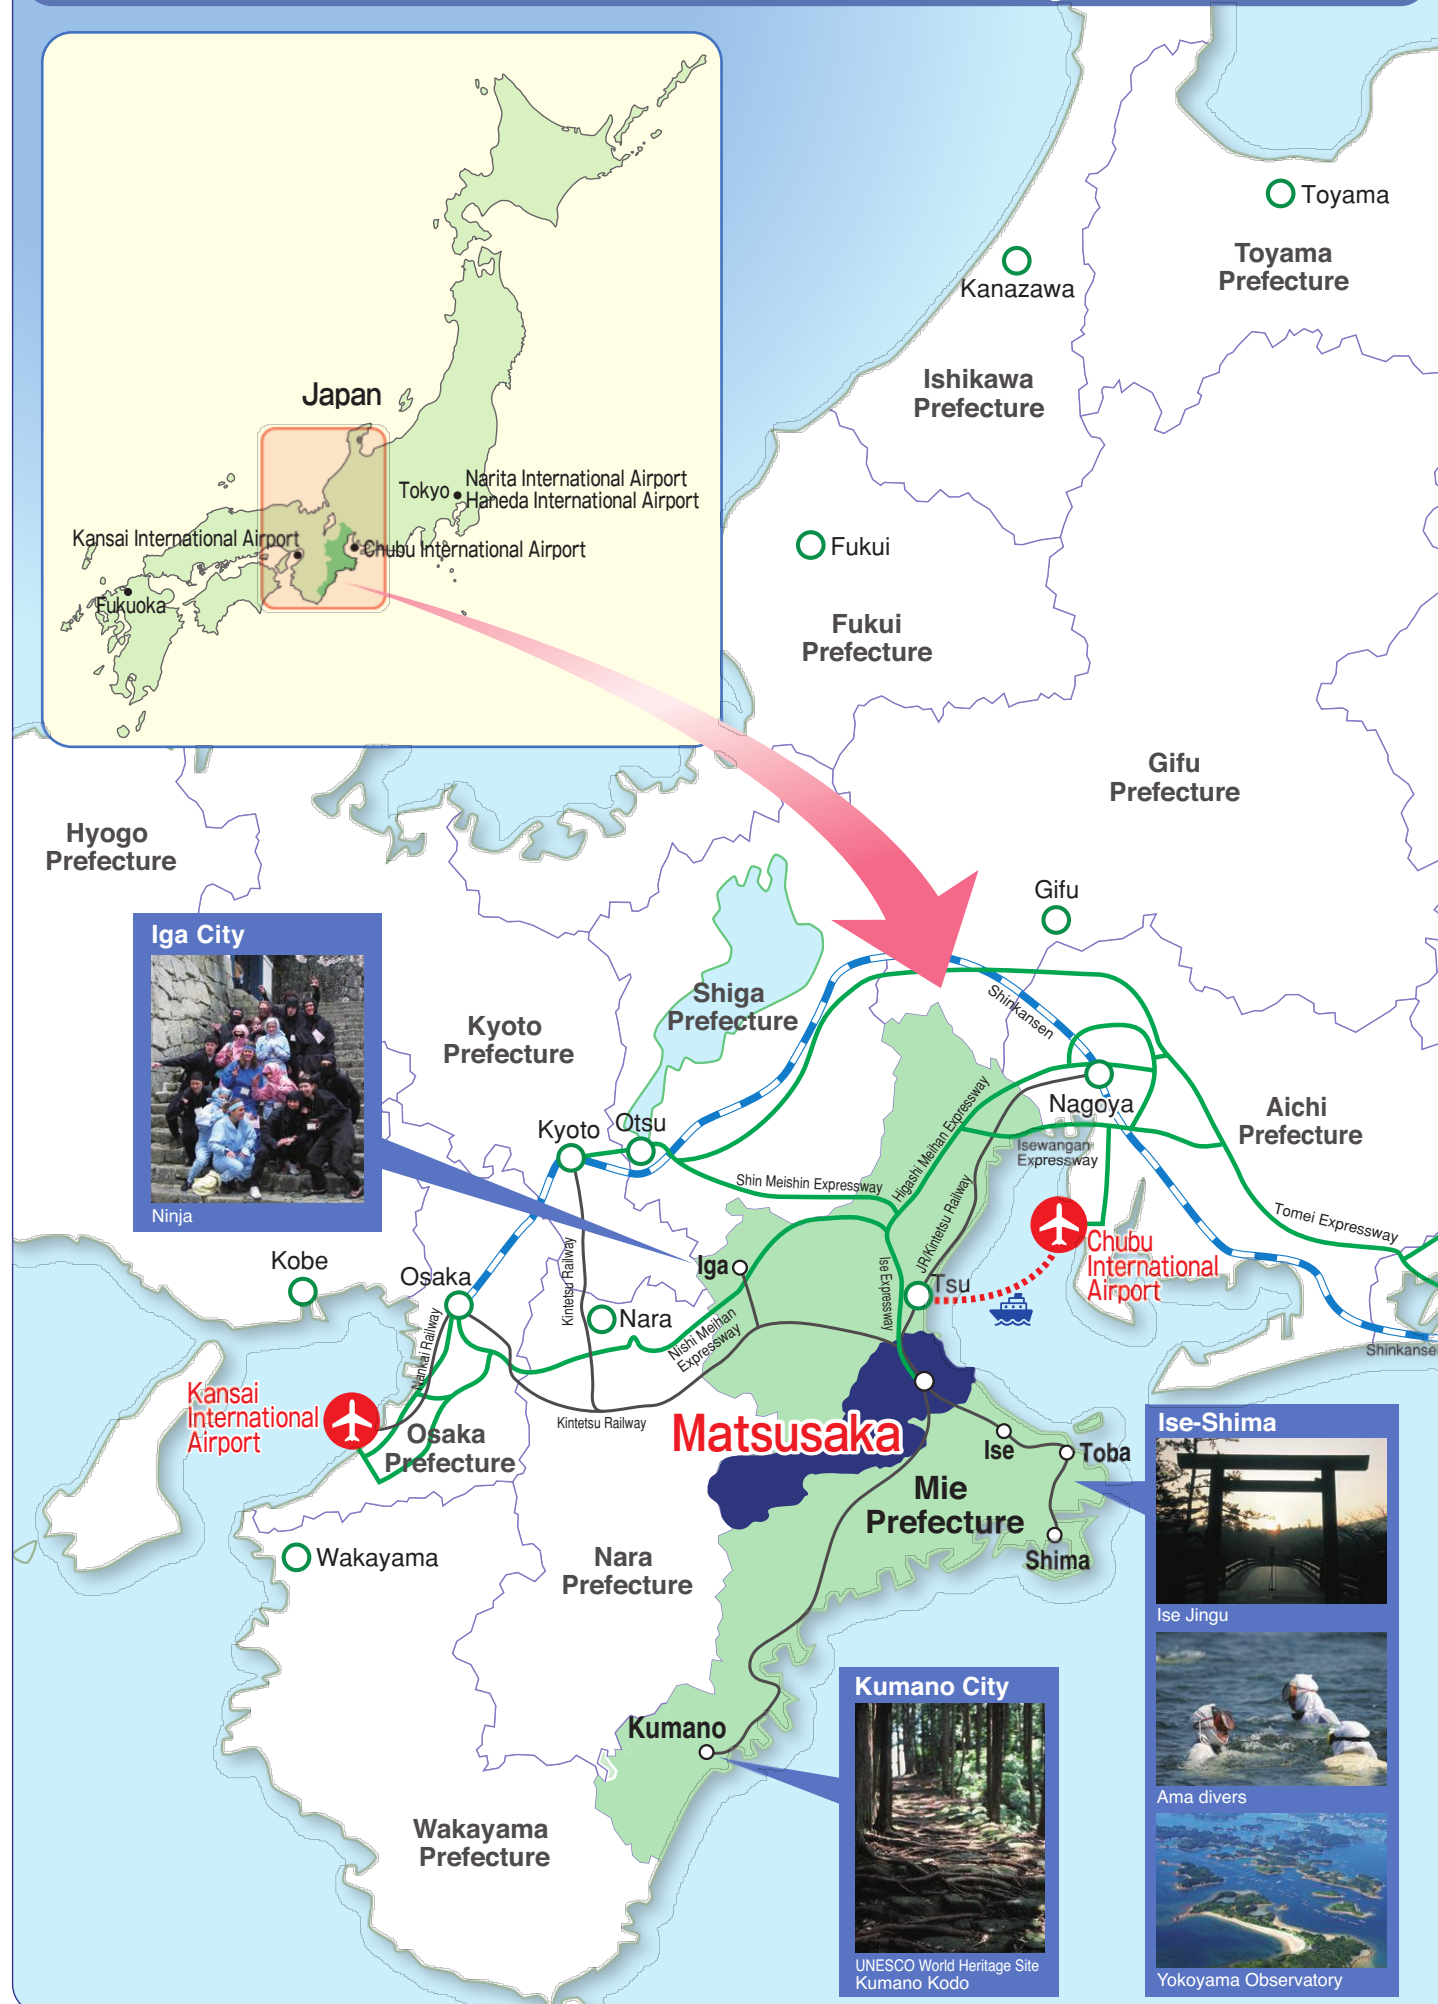 Japan
Tokyo
Narita International Airport
Haneda International Airport
Kansai International Airport
Chubu International Airport
Fukuoka
Toyama
Toyama
Prefecture
Kanazawa
Ishikawa
Prefecture
Fukui
Fukui
Prefecture
Gifu
Prefecture
Hyogo
Prefecture
Gifu
Iga City
Ninja
Shiga
Prefecture
Kyoto
Prefecture
Shinkansen
Nagoya
Aichi
Prefecture
Kyoto
Otsu
Isewangan
Expressway
Higashi Meihan Expressway
Shin Meishin Expressway
JR/Kintetsu Railway
Tomei Expressway
Chubu
International
Airport
Kobe
Osaka
Kintetsu Railway
Iga
Ise Expressway
Tsu
Nara
Nishi Meihan
Expressway
Nankai Railway
Shinkanse
Kansai
International
Airport
Osaka
Prefecture
Kintetsu Railway
Matsusaka
Ise
Toba
Mie
Prefecture
Shima
Ise-Shima
Ise Jingu
Ama divers
Yokoyama Observatory
Wakayama
Nara
Prefecture
Kumano
Kumano City
UNESCO World Heritage Site
Kumano Kodo
Wakayama
Prefecture